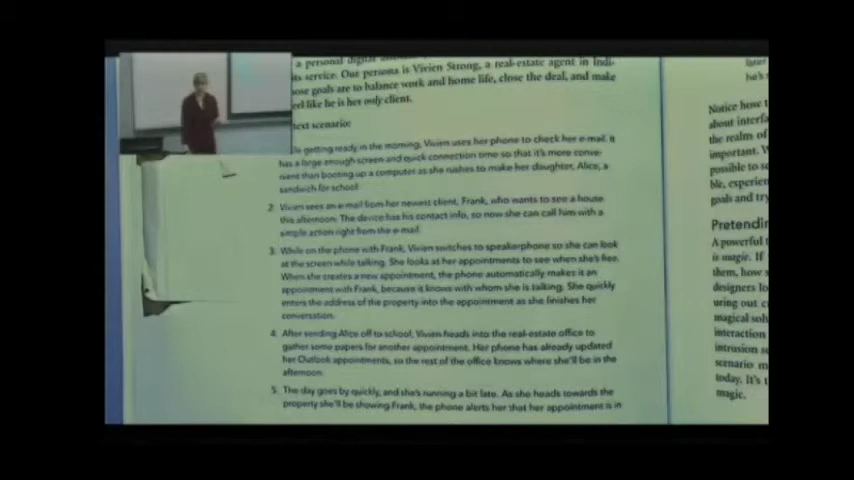 a personal digital
its service. Our persona is Vivien Strong, a real-estate agent in Indi-
ose goals are to balance work and home life, close the deal, and make
eel like he is her only client.
text scenario:
getting ready in the morning, Vivien uses her phone to check her e-mail. It
has a large enough screen and quick connection time so that it's more conve-
nient than booting up a computer as she rushes to make her daughter, Alice, a
sandwich for school.
2. Vivien sees an e-mail from her newest client, Frank, who wants to see a house
this afternoon. The device has his contact info, so now she can call him with a
simple action right from the e-mail.
3. While on the phone with Frank, Vivien switches to speakerphone so she can look
at the screen while talking. She looks at her appointments to see when she's free.
When she creates a new appointment, the phone automatically makes it an
appointment with Frank, because it knows with whom she is talking. She quickly
enters the address of the property into the appointment as she finishes her
conversation.
4. After sending Alice off to school, Vivien heads into the real-estate office to
gather some papers for another appointment. Her phone has already updated
her Outlook appointments, so the rest of the office knows where she'll be in the
afternoon.
5. The day goes by quickly, and she's running a bit late. As she heads towards the
property she'll be showing Frank, the phone alerts her that her appointment is in
later
he's
Notice how t
about interfa
the realm of
important. W
possible to se
ble, experien
goals and try
Pretendin
A powerful t
is magic. If
them, how s
designers lo
uring out c
magical solu
interaction
intrusion se
scenario m
today. It's t
magic.